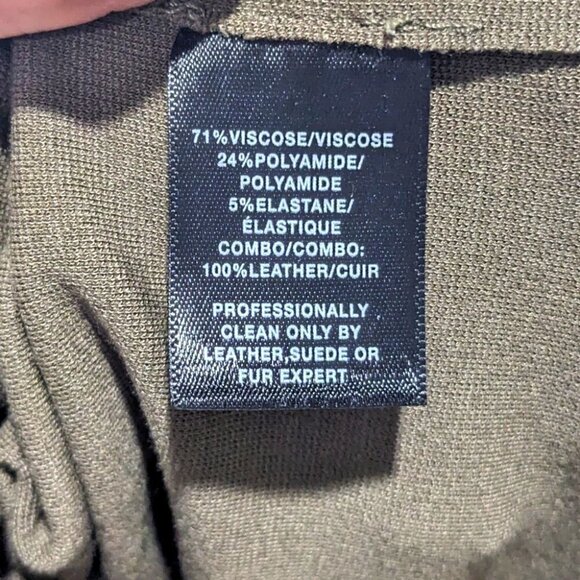 71%VISCOSE/VISCOSE
24%POLYAMIDE/
POLYAMIDE
5%ELASTANE/
ÉLASTIQUE
COMBO/COMBO:
100%LEATHER/CUIR
PROFESSIONALLY
CLEAN ONLY BY
LEATHER,SUEDE OR
FUR EXPERT